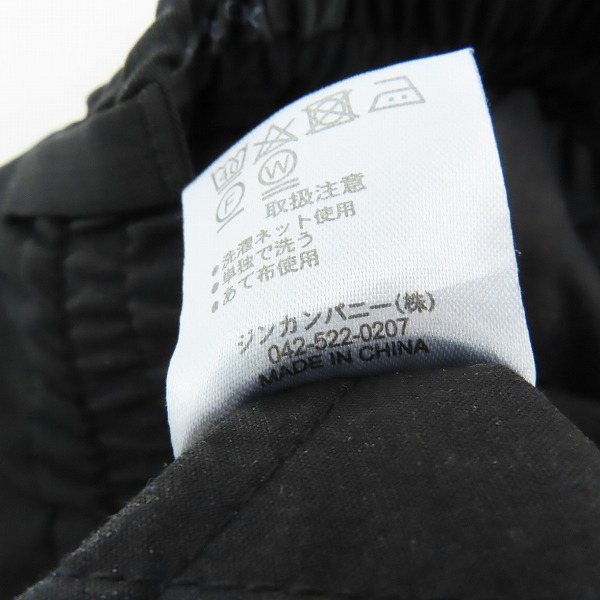 F W
取扱注意
●洗濯ネット使用
●単独で洗う
●あて布使用
ジンカンパニー(株)
042-522-0207
MADE IN CHINA